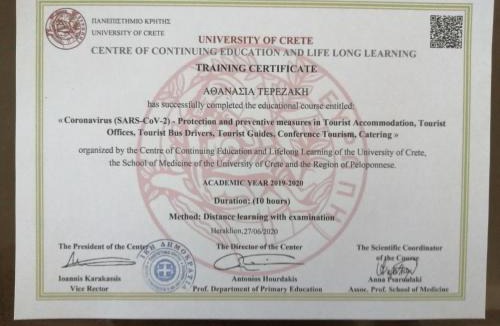 ΠΑΝΕΠΙΣΤΗΜΙΟ ΚΡΗΤΗΣ
UNIVERSITY OF CRETE
UNIVERSITY OF CRETE
CENTRE OF CONTINUING EDUCATION AND LIFE LONG LEARNING
TRAINING CERTIFICATE
ΑΘΑΝΑΣΙΑ ΤΕΡΕΖΑΚΗ
has successfully completed the educational course entitled:
«Coronavirus (SARS-CoV-2) - Protection and preventive measures in Tourist Accommodation, Tourist
Offices, Tourist Bus Drivers, Tourist Guides, Conference Tourism, Catering »
organized by the Centre of Continuing Education and Lifelong Learning of the University of Crete,
the School of Medicine of the University of Crete and the Region of Peloponnese.
ACADEMIC YEAR 2019-2020
Duration: (10 hours)
Method: Distance learning with examination
Heraklion,27/06/2020
The President of the Center
The Director of the Center
The Scientific Coordinator
of the Course
Ioannis Karakassis
Antonios Hourdakis
Anna Psaroulaki
Vice Rector
Prof. Department of Primary Education
Assoc. Prof. School of Medicine